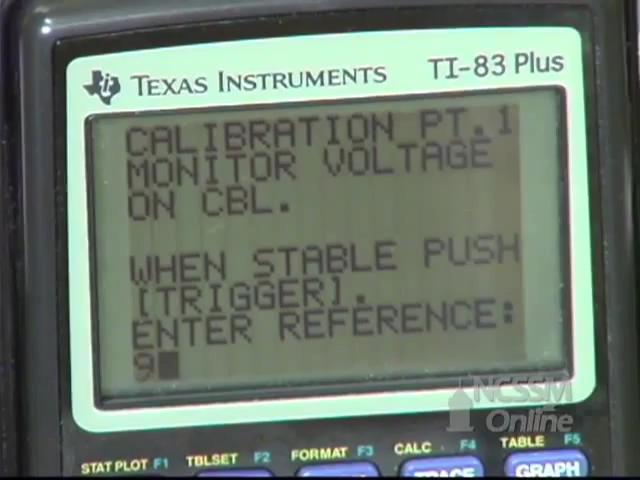 TEXAS INSTRUMENTS TI-83 Plus
CALIBRATION PT.1
MONITOR VOLTAGE
ON CBL.
WHEN STABLE PUSH
[TRIGGER].
ENTER REFERENCE:
9
NCSSM
Online
STAT PLOT F1 TBLSET F2 FORMAT F3 CALC F4 TABLE F5
TRACE GRAPH